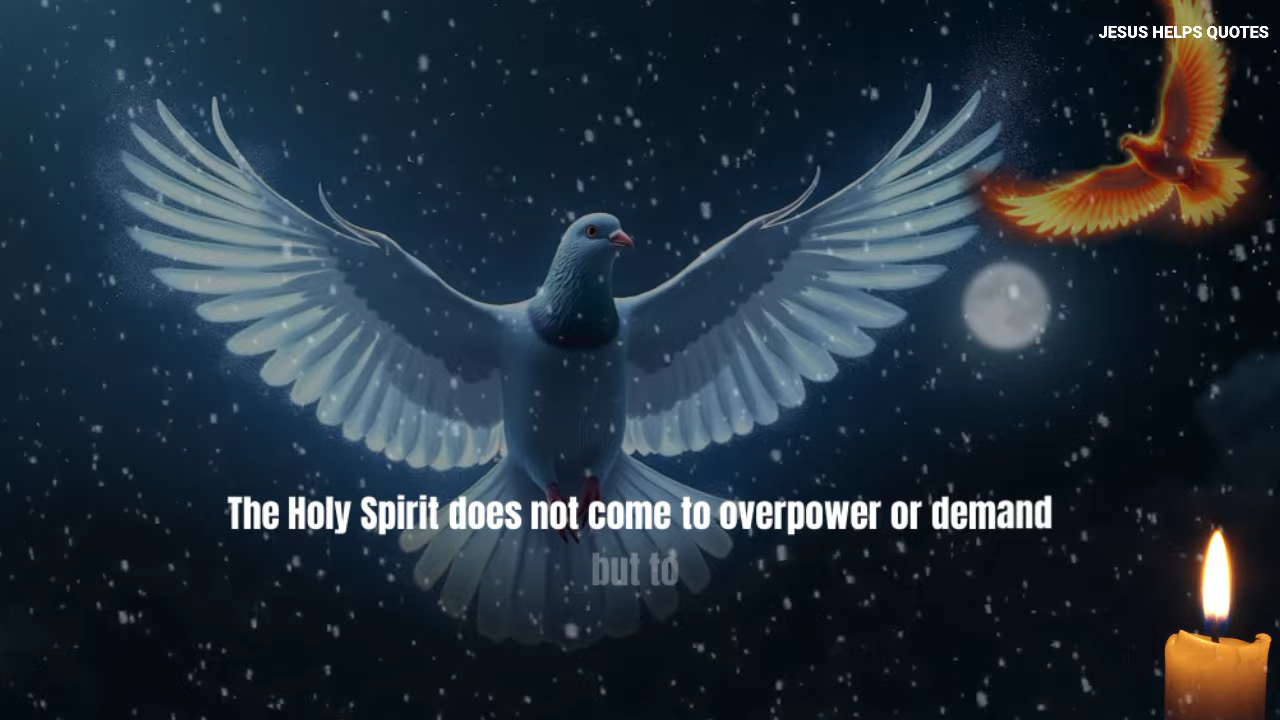 JESUS HELPS QUOTES
The Holy Spirit does not come to overpower or demand
but to